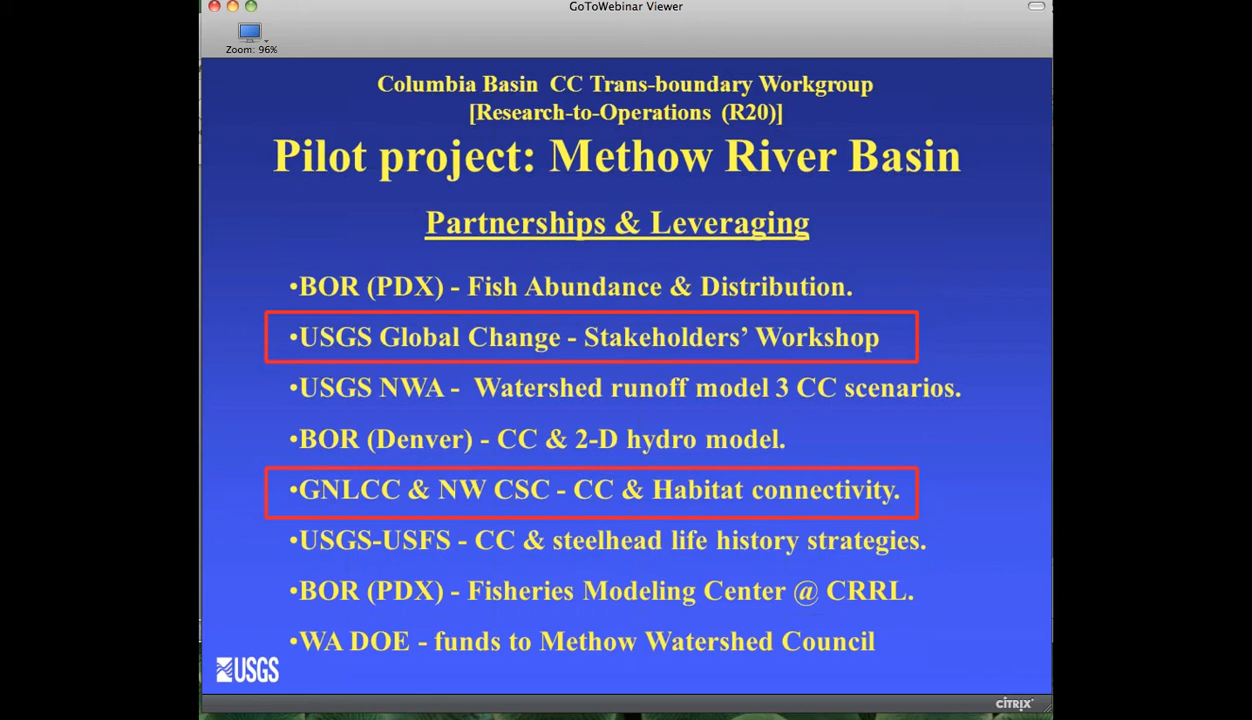 GoToWebinar Viewer
Zoom: 96%
Columbia Basin CC Trans-boundary Workgroup
[Research-to-Operations (R20)]
Pilot project: Methow River Basin
Partnerships & Leveraging
•BOR (PDX) - Fish Abundance & Distribution.
•USGS Global Change - Stakeholders’ Workshop
•USGS NWA - Watershed runoff model 3 CC scenarios.
•BOR (Denver) - CC & 2-D hydro model.
•GNLCC & NW CSC - CC & Habitat connectivity.
•USGS-USFS - CC & steelhead life history strategies.
•BOR (PDX) - Fisheries Modeling Center @ CRRL.
•WA DOE - funds to Methow Watershed Council
USGS
CITRIX